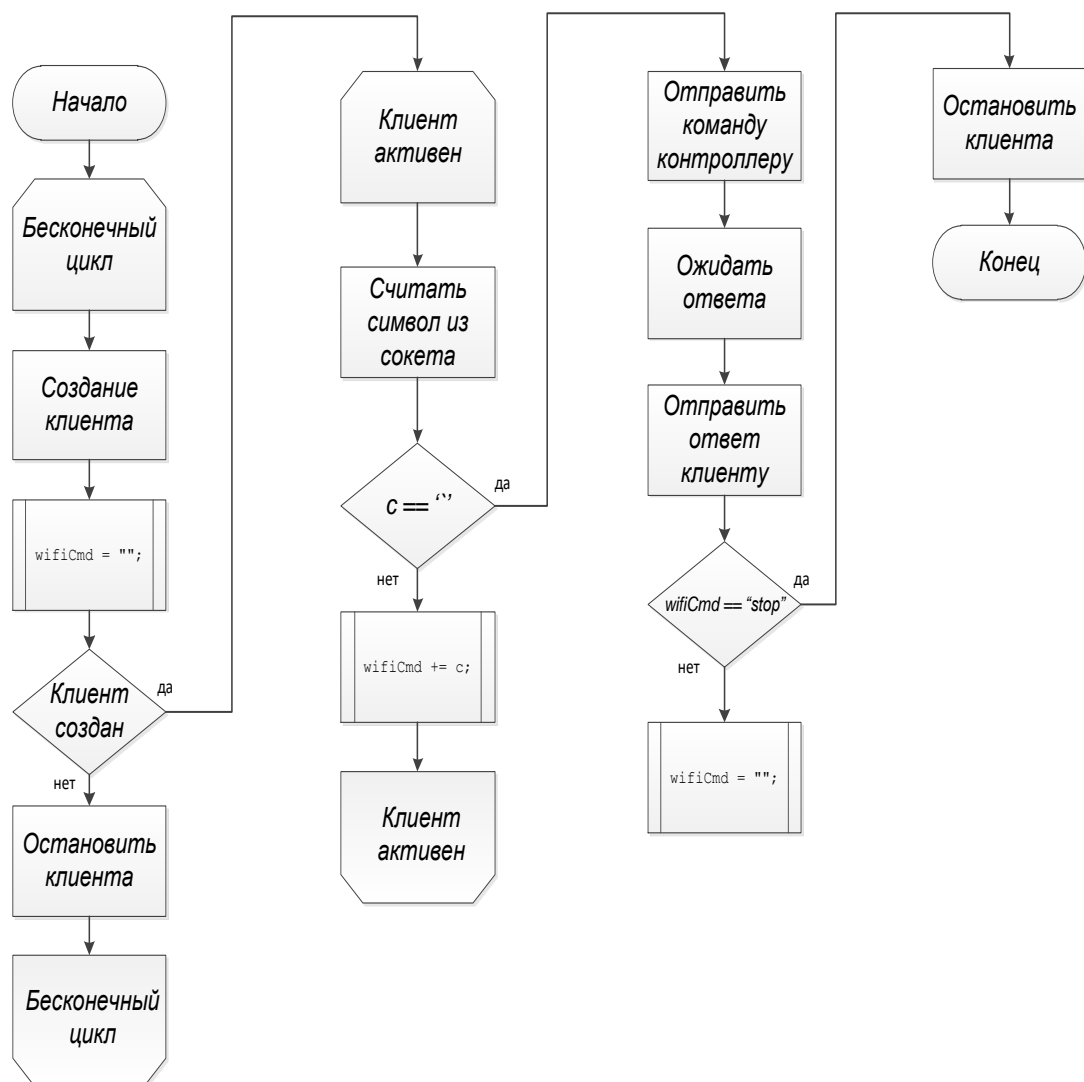 Начало
Бесконечный
цикл
Создание
клиента
wifiCmd = "";
Клиент
создан
да
нет
Остановить
клиента
Бесконечный
цикл
Клиент
активен
Считать
символ из
сокета
c == ‘`’
да
нет
wifiCmd += c;
Клиент
активен
Отправить
команду
контроллеру
Ожидать
ответа
Отправить
ответ
клиенту
wifiCmd == “stop”
да
нет
wifiCmd = "";
Остановить
клиента
Конец